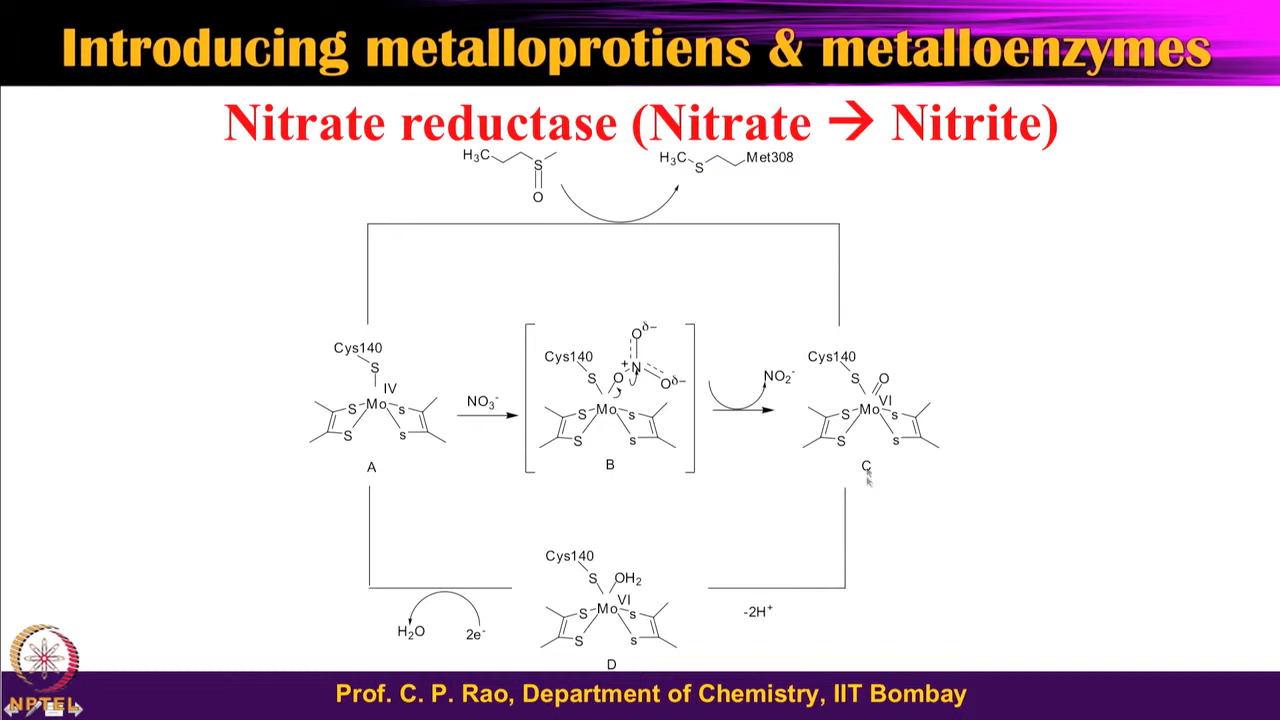 Introducing metalloprotiens & metalloenzymes
Nitrate reductase (Nitrate → Nitrite)
H₃C S O
H₃C S Met308
Cys140
S
IV
S Mo s
S s
A
NO₃⁻
Cys140
S O + N O δ–
O δ–
S Mo s
S s
B
NO₂⁻
Cys140
S O
VI
S Mo s
S s
C
Cys140
S OH₂
VI
S Mo s
S s
D
H₂O 2e⁻
-2H⁺
NPTEL
Prof. C. P. Rao, Department of Chemistry, IIT Bombay